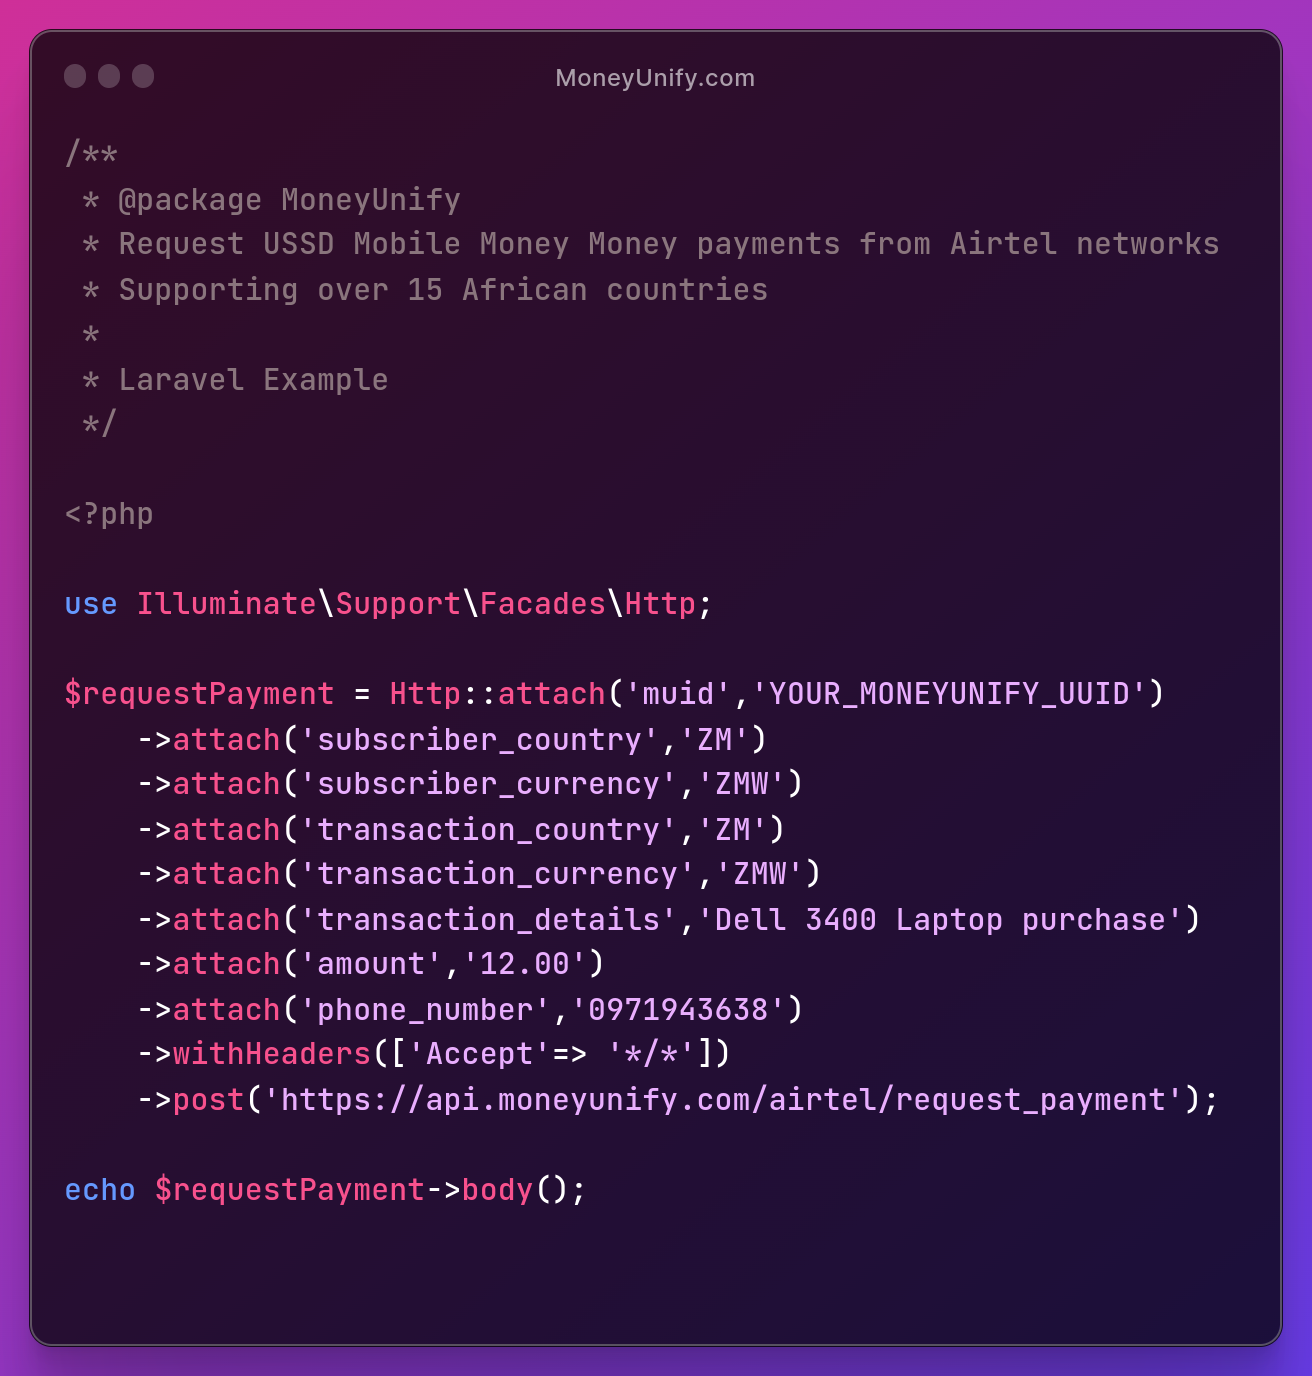 MoneyUnify.com
/**
 * @package MoneyUnify
 * Request USSD Mobile Money Money payments from Airtel networks
 * Supporting over 15 African countries
 *
 * Laravel Example
 */
<?php
use Illuminate\Support\Facades\Http;
$requestPayment = Http::attach('muid','YOUR_MONEYUNIFY_UUID')
    ->attach('subscriber_country','ZM')
    ->attach('subscriber_currency','ZMW')
    ->attach('transaction_country','ZM')
    ->attach('transaction_currency','ZMW')
    ->attach('transaction_details','Dell 3400 Laptop purchase')
    ->attach('amount','12.00')
    ->attach('phone_number','0971943638')
    ->withHeaders(['Accept'=> '*/*'])
    ->post('https://api.moneyunify.com/airtel/request_payment');
echo $requestPayment->body();